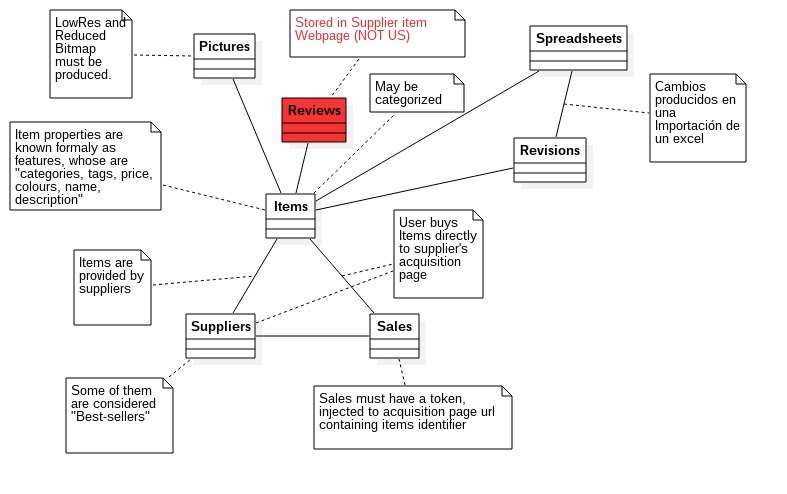 LowRes and
Reduced
Bitmap
must be
produced.
Pictures
Stored in Supplier item
Webpage (NOT US)
Spreadsheets
May be
categorized
Cambios
producidos en
una
Importación de
un excel
Reviews
Item properties are
known formaly as
features, whose are
"categories, tags, price,
colours, name,
description"
Revisions
Items
User buys
Items directly
to supplier's
acquisition
page
Items are
provided by
suppliers
Suppliers
Sales
Some of them
are considered
"Best-sellers"
Sales must have a token,
injected to acquisition page url
containing items identifier